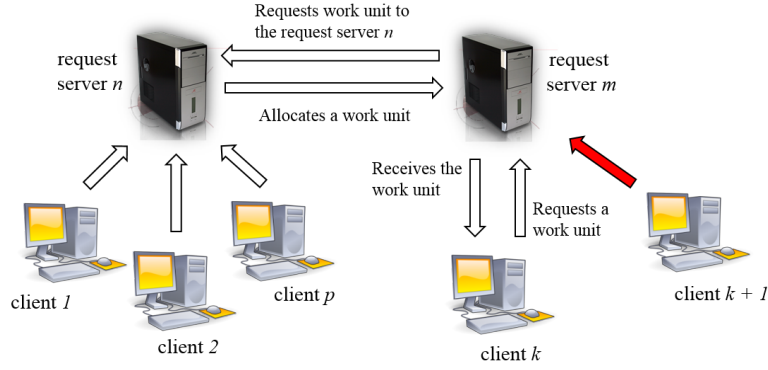 Requests work unit to
the request server n
request
server n
request
server m
Allocates a work unit
Receives the
work unit
Requests a
work unit
client 1
client 2
client p
client k
client k + 1